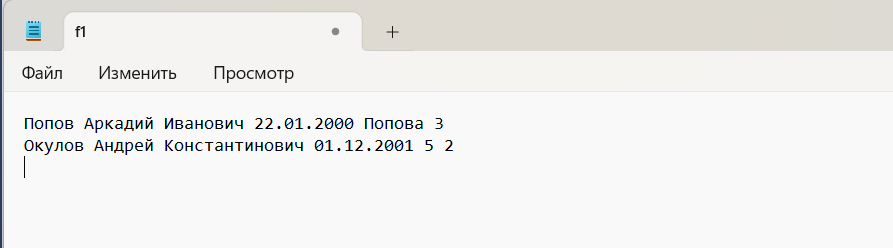 f1
Файл Изменить Просмотр
Попов Аркадий Иванович 22.01.2000 Попова 3
Окулов Андрей Константинович 01.12.2001 5 2